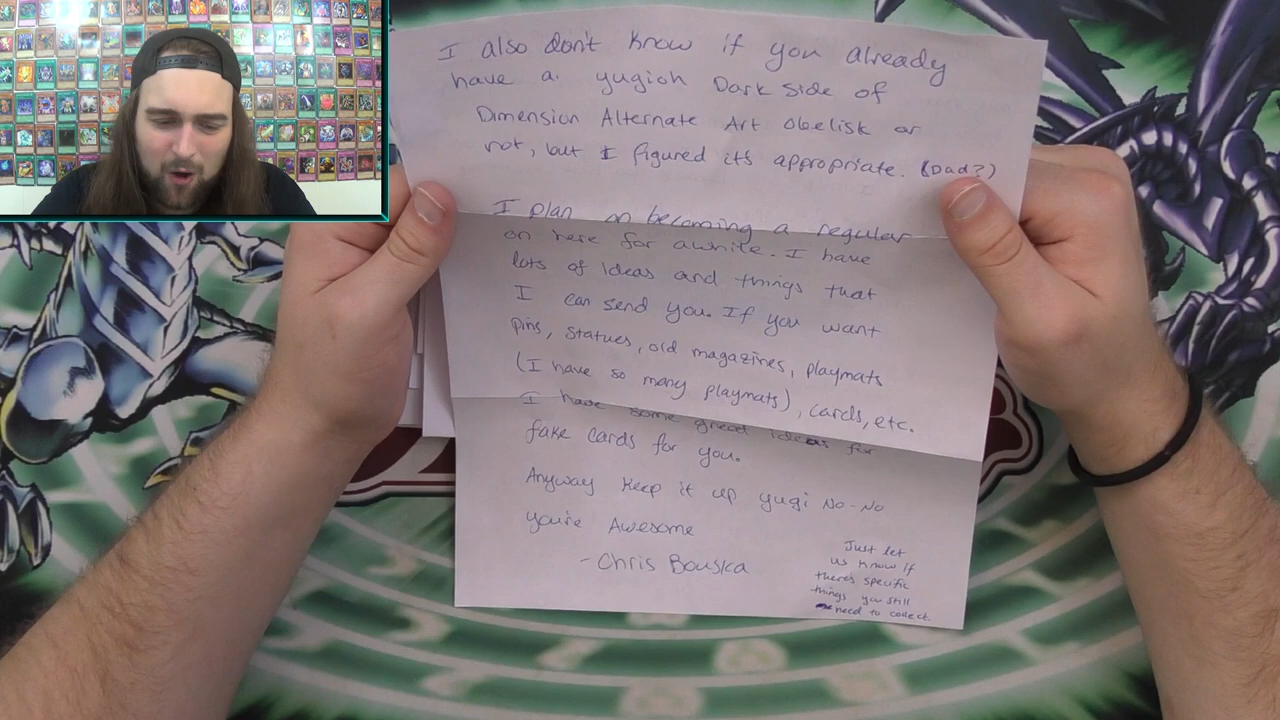 I also don't know if you already
have a yugioh Dark Side of
Dimension Alternate Art Obelisk or
not, but I figured it's appropriate. (Dad?)
I plan on becoming a regular
on here for awhile. I have
lots of Ideas and things that
I can send you. If you want
pins, statues, old magazines, playmats
(I have so many playmats), cards, etc.
I have some great ideas for
fake cards for you.
Anyway Keep it up yugi No-No
you're Awesome
- Chris Bouska
Just let
us know if
there's specific
things you still
need to collect.